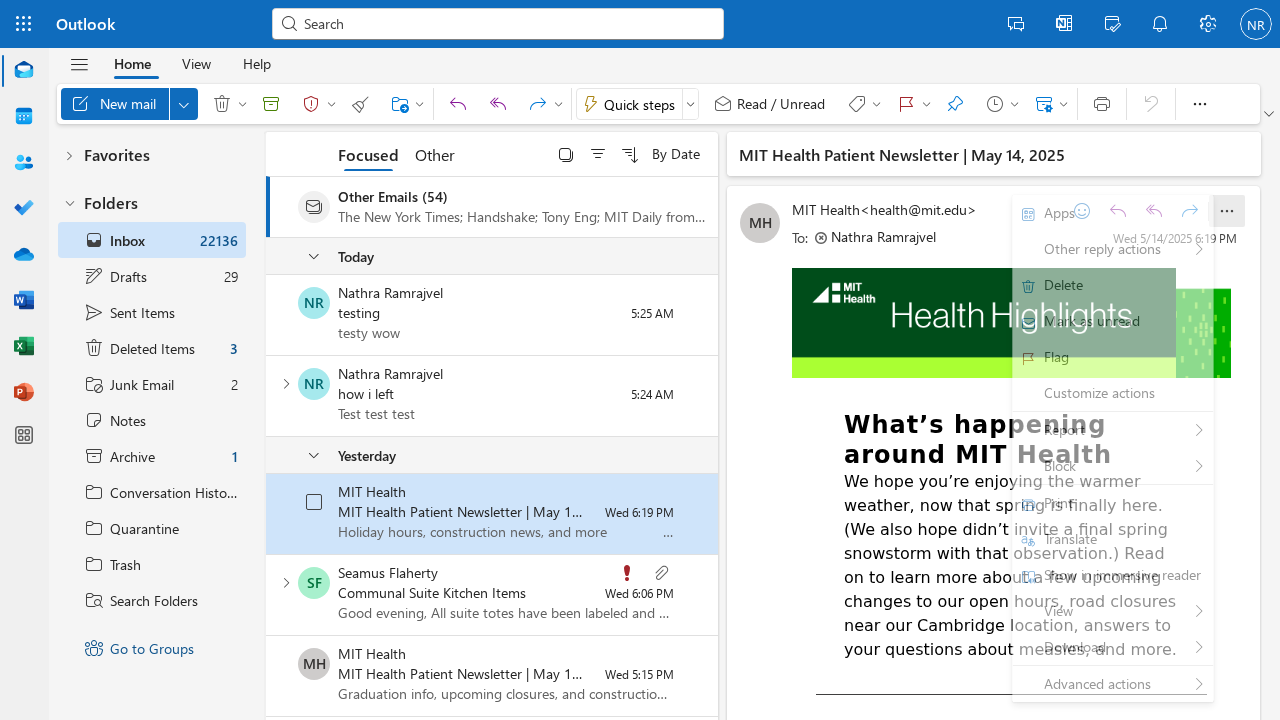 Outlook
Search
NR
Home
View
Help
New mail
Quick steps
Read / Unread
Favorites
Folders
Inbox 22136
Drafts 29
Sent Items
Deleted Items 3
Junk Email 2
Notes
Archive 1
Conversation Histo...
Quarantine
Trash
Search Folders
Go to Groups
Focused
Other
By Date
Other Emails (54)
The New York Times; Handshake; Tony Eng; MIT Daily from...
Today
NR
Nathra Ramrajvel
testing 5:25 AM
testy wow
NR
Nathra Ramrajvel
how i left 5:24 AM
Test test test
Yesterday
MIT Health
MIT Health Patient Newsletter | May 1... Wed 6:19 PM
Holiday hours, construction news, and more ...
SF
Seamus Flaherty
Communal Suite Kitchen Items Wed 6:06 PM
Good evening, All suite totes have been labeled and ...
MH
MIT Health
MIT Health Patient Newsletter | May 1... Wed 5:15 PM
Graduation info, upcoming closures, and constructio...
MIT Health Patient Newsletter | May 14, 2025
MH
MIT Health<health@mit.edu>
To: Nathra Ramrajvel
Wed 5/14/2025 6:19 PM
MIT Health
Health Highlights
What's happening
around MIT Health
We hope you're enjoying the warmer
weather, now that spring is finally here.
(We also hope didn't invite a final spring
snowstorm with that observation.) Read
on to learn more about a few upcoming
changes to our open hours, road closures
near our Cambridge location, answers to
your questions about measles, and more.
Apps
Other reply actions
Delete
Mark as unread
Flag
Customize actions
Report
Block
Print
Translate
Show in immersive reader
View
Download
Advanced actions